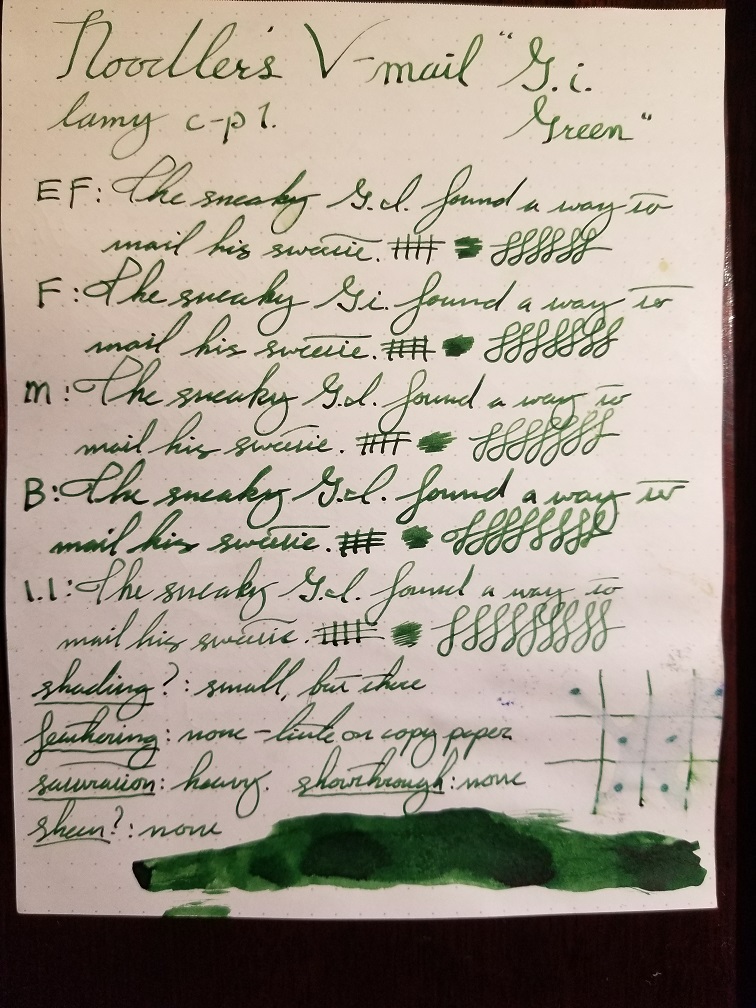 Noodler's V-mail "G.i.
Green"
lamy c-p 1.
EF: The sneaky G.I. found a way to
mail his sweetie.
F: The sneaky G.i. found a way to
mail his sweetie.
M: The sneaky G.I. found a way to
mail his sweetie.
B: The sneaky G.I. found a way to
mail his sweetie.
1.1: The sneaky G.I. found a way to
mail his sweetie.
shading?: small, but there
feathering: none - little on copy paper
saturation: heavy. showthrough: none
sheen?: none